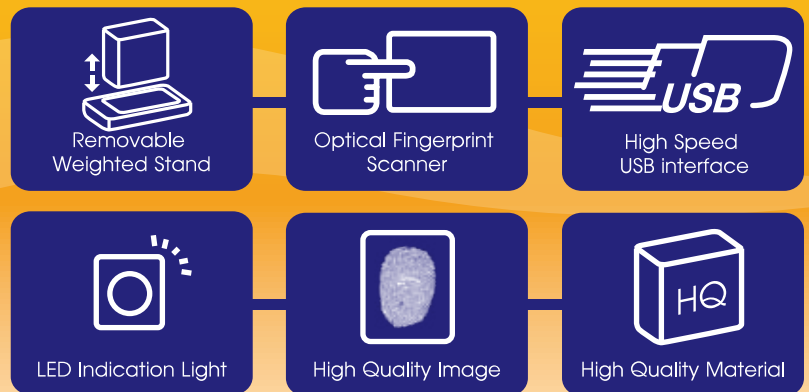 Removable
Weighted Stand
Optical Fingerprint
Scanner
USB
High Speed
USB interface
LED Indication Light
High Quality Image
HQ
High Quality Material